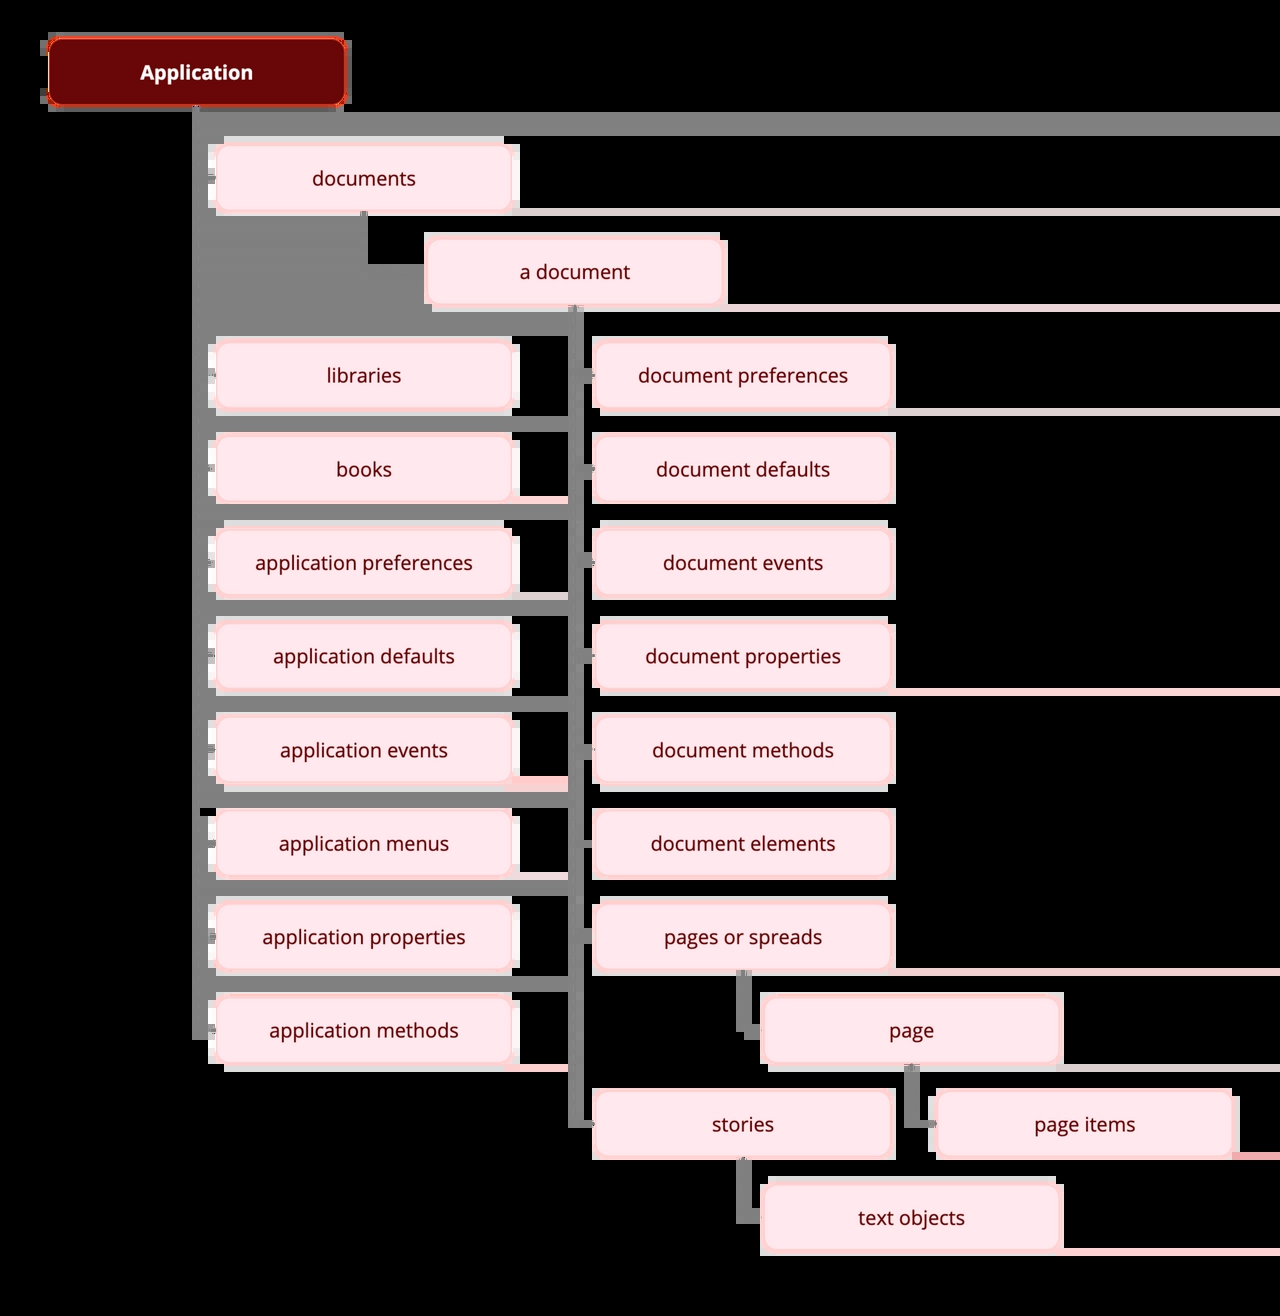 Application
documents
a document
libraries
document preferences
books
document defaults
application preferences
document events
application defaults
document properties
application events
document methods
application menus
document elements
application properties
pages or spreads
application methods
page
stories
page items
text objects